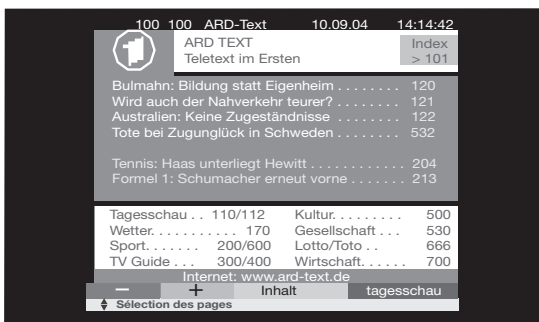 100 100 ARD-Text 10.09.04 14:14:42
ARD TEXT Index
Teletext im Ersten > 101
Bulmahn: Bildung statt Eigenheim . . . . . . . . 120
Wird auch der Nahverkehr teurer? . . . . . . . . 121
Australien: Keine Zugeständnisse . . . . . . . . 122
Tote bei Zugunglück in Schweden . . . . . . . . 532
Tennis: Haas unterliegt Hewitt . . . . . . . . . . . 204
Formel 1: Schumacher erneut vorne . . . . . . . 213
Tagesschau . . 110/112 Kultur. . . . . . . . 500
Wetter. . . . . . . . . . . 170 Gesellschaft . . . 530
Sport. . . . . . . 200/600 Lotto/Toto . . 666
TV Guide . . . 300/400 Wirtschaft. . . . . . 700
Internet: www.ard-text.de
− + Inhalt tagesschau
Sélection des pages